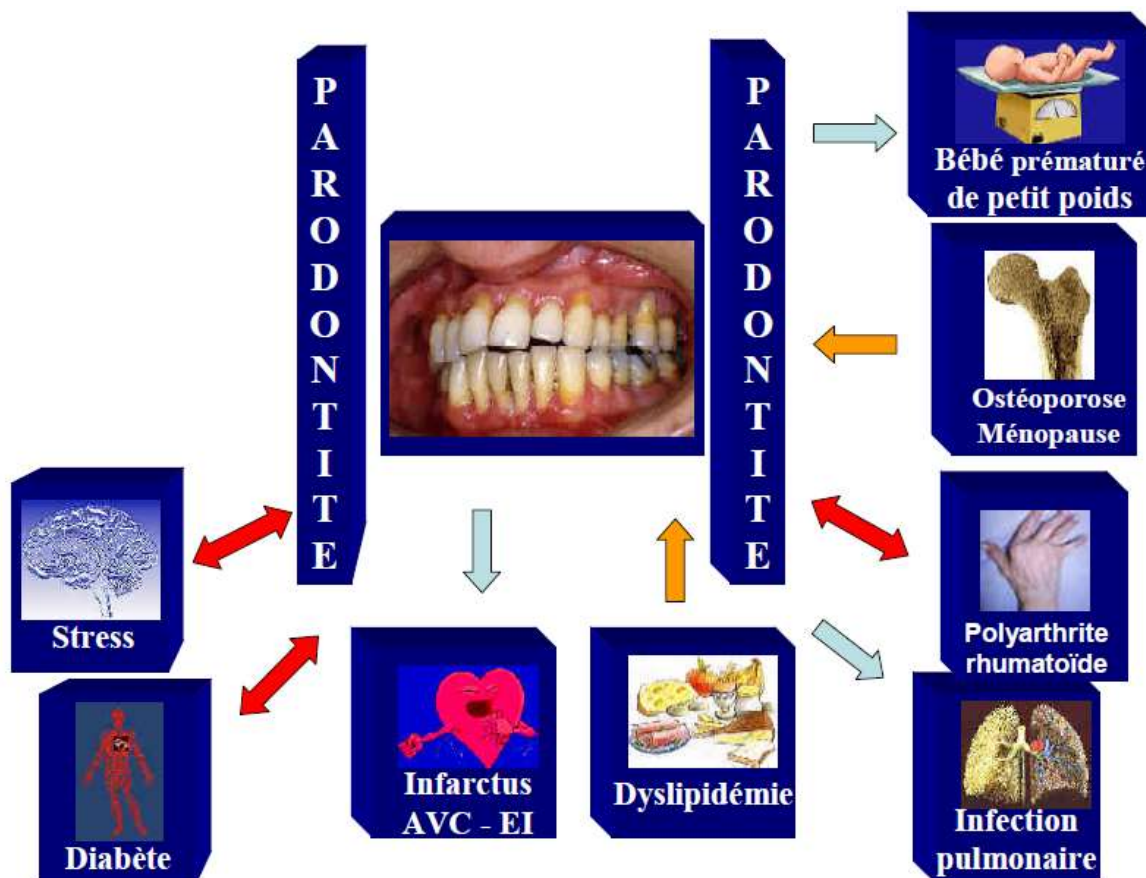 PARODONTITE
PARODONTITE
Bébé prématuré
de petit poids
Ostéoporose
Ménopause
Stress
Polyarthrite
rhumatoïde
Diabète
Infarctus
AVC - EI
Dyslipidémie
Infection
pulmonaire